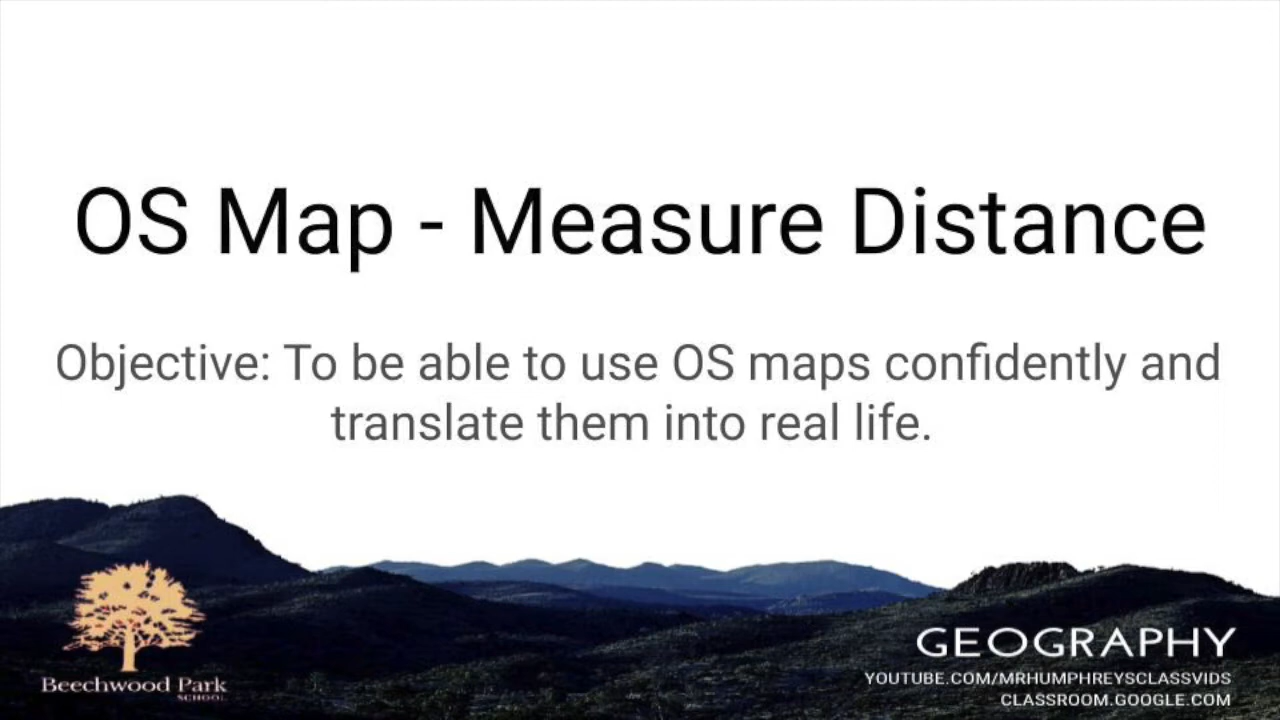 OS Map - Measure Distance
Objective: To be able to use OS maps confidently and
translate them into real life.
Beechwood Park
SCHOOL
GEOGRAPHY
YOUTUBE.COM/MRHUMPHREYSCLASSVIDS
CLASSROOM.GOOGLE.COM